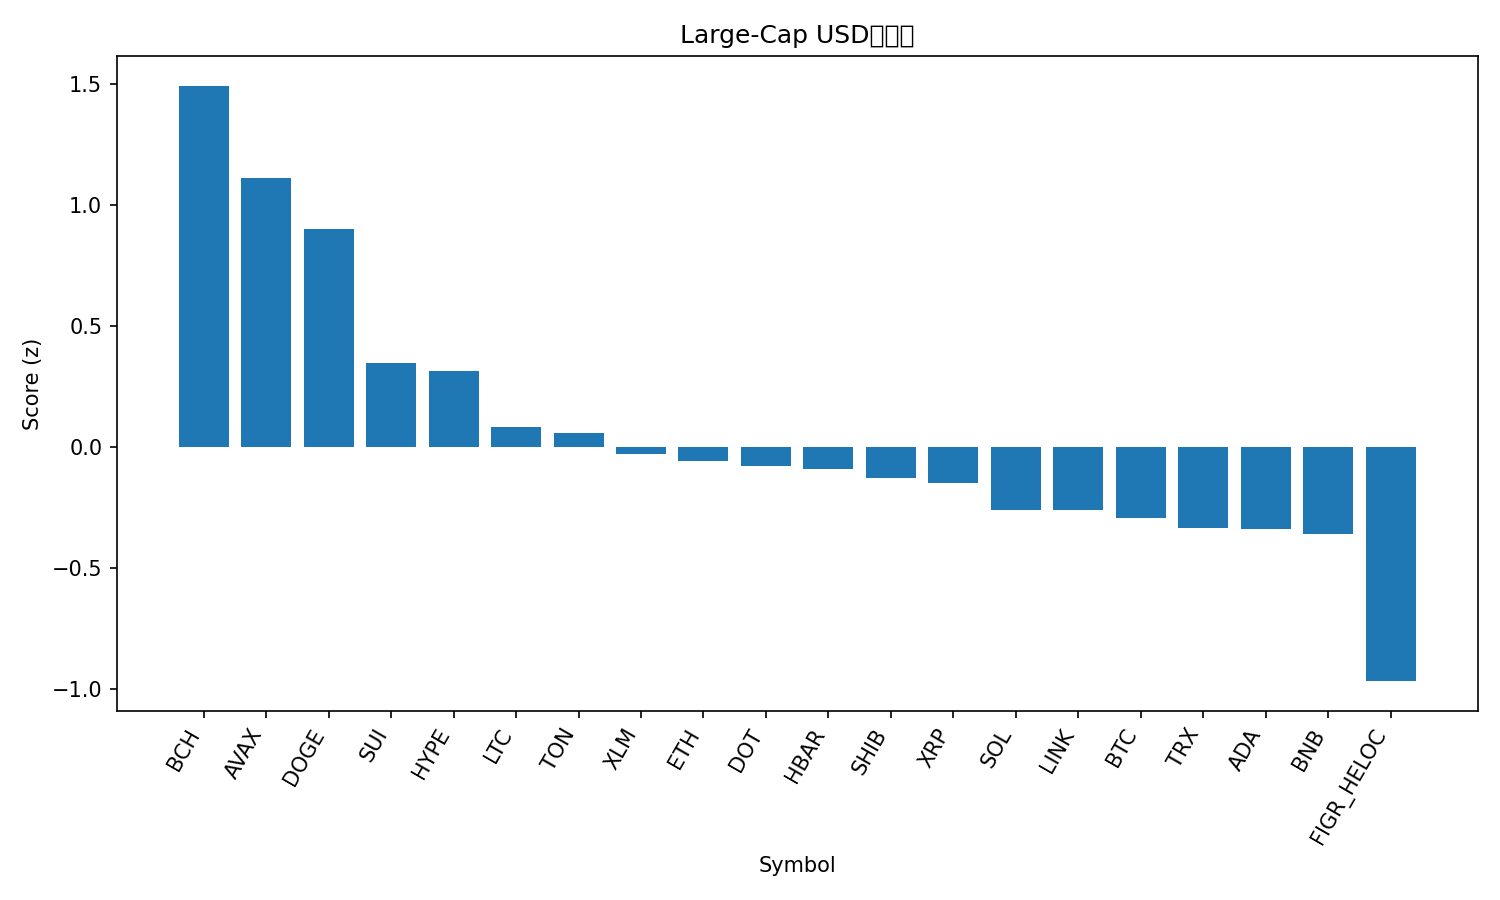 Large-Cap USD
Score (z)
1.5
1.0
0.5
0.0
−0.5
−1.0
BCH
AVAX
DOGE
SUI
HYPE
LTC
TON
XLM
ETH
DOT
HBAR
SHIB
XRP
SOL
LINK
BTC
TRX
ADA
BNB
FIGR_HELOC
Symbol